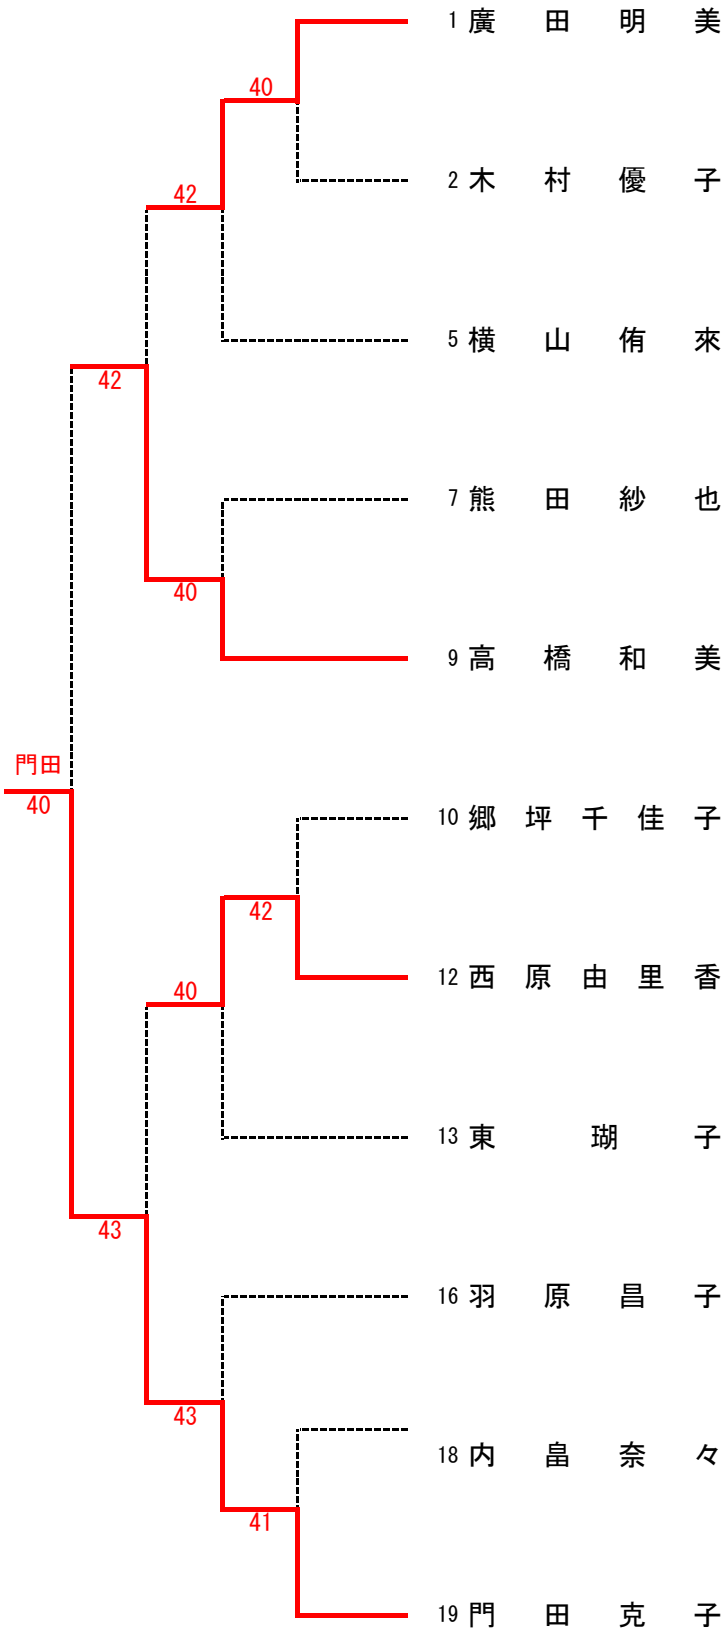 1 廣田明美
40
2 木村優子
42
5 横山侑來
42
7 熊田紗也
40
9 高橋和美
門田
40
10 郷坪千佳子
42
12 西原由里香
40
13 東瑚子
43
16 羽原昌子
43
18 内畠奈々
41
19 門田克子